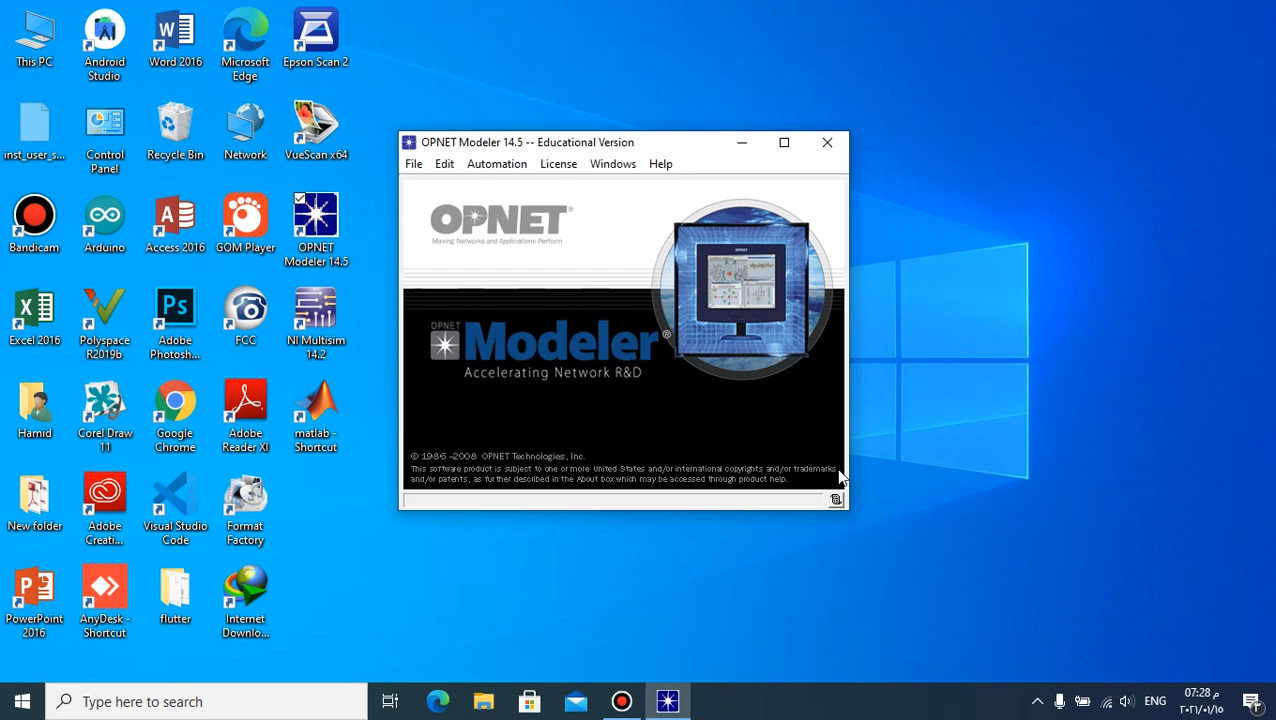 This PC
Android
Studio
Word 2016
Microsoft
Edge
Epson Scan 2
inst_user_s...
Control
Panel
Recycle Bin
Network
VueScan x64
Bandicam
Arduino
Access 2016
GOM Player
OPNET
Modeler 14.5
Excel 2016
Polyspace
R2019b
Adobe
Photosh...
FCC
NI Multisim
14.2
Hamid
Corel Draw
11
Google
Chrome
Adobe
Reader XI
matlab -
Shortcut
New folder
Adobe
Creati...
Visual Studio
Code
Format
Factory
PowerPoint
2016
AnyDesk -
Shortcut
flutter
Internet
Downlo...
OPNET Modeler 14.5 -- Educational Version
File Edit Automation License Windows Help
OPNET®
Making Networks and Applications Perform
OPNET
Modeler®
Accelerating Network R&D
© 1986 -2008 OPNET Technologies, Inc.
This software product is subject to one or more United States and/or international copyrights and/or trademarks
and/or patents, as further described in the About box which may be accessed through product help.
Type here to search
ENG
07:28 م